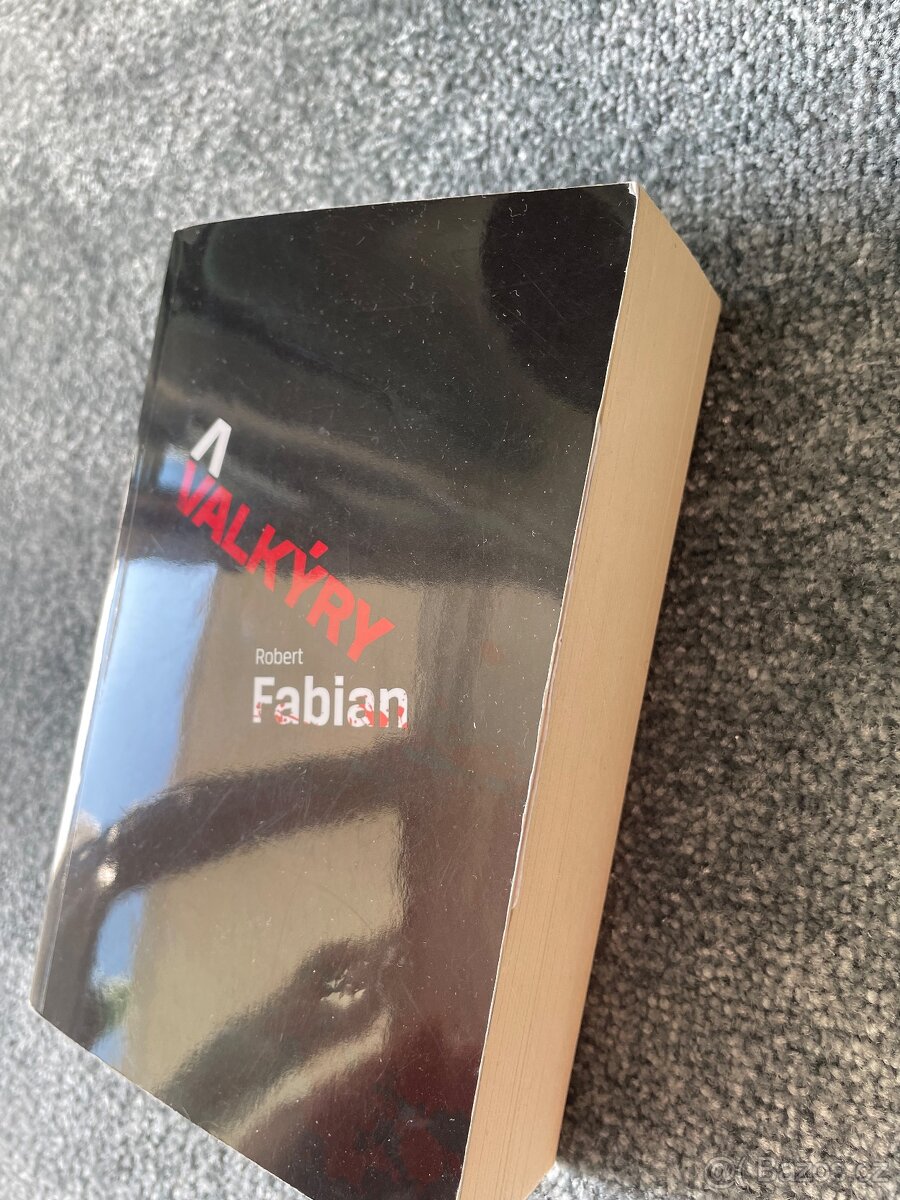 Λ
VALKÝRY
Robert
Fabian
@ Bazos.cz